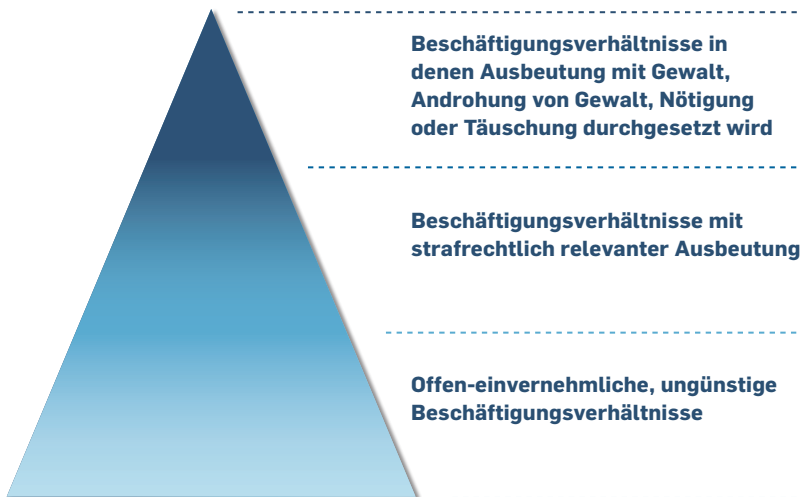 Beschäftigungsverhältnisse in
denen Ausbeutung mit Gewalt,
Androhung von Gewalt, Nötigung
oder Täuschung durchgesetzt wird
Beschäftigungsverhältnisse mit
strafrechtlich relevanter Ausbeutung
Offen-einvernehmliche, ungünstige
Beschäftigungsverhältnisse